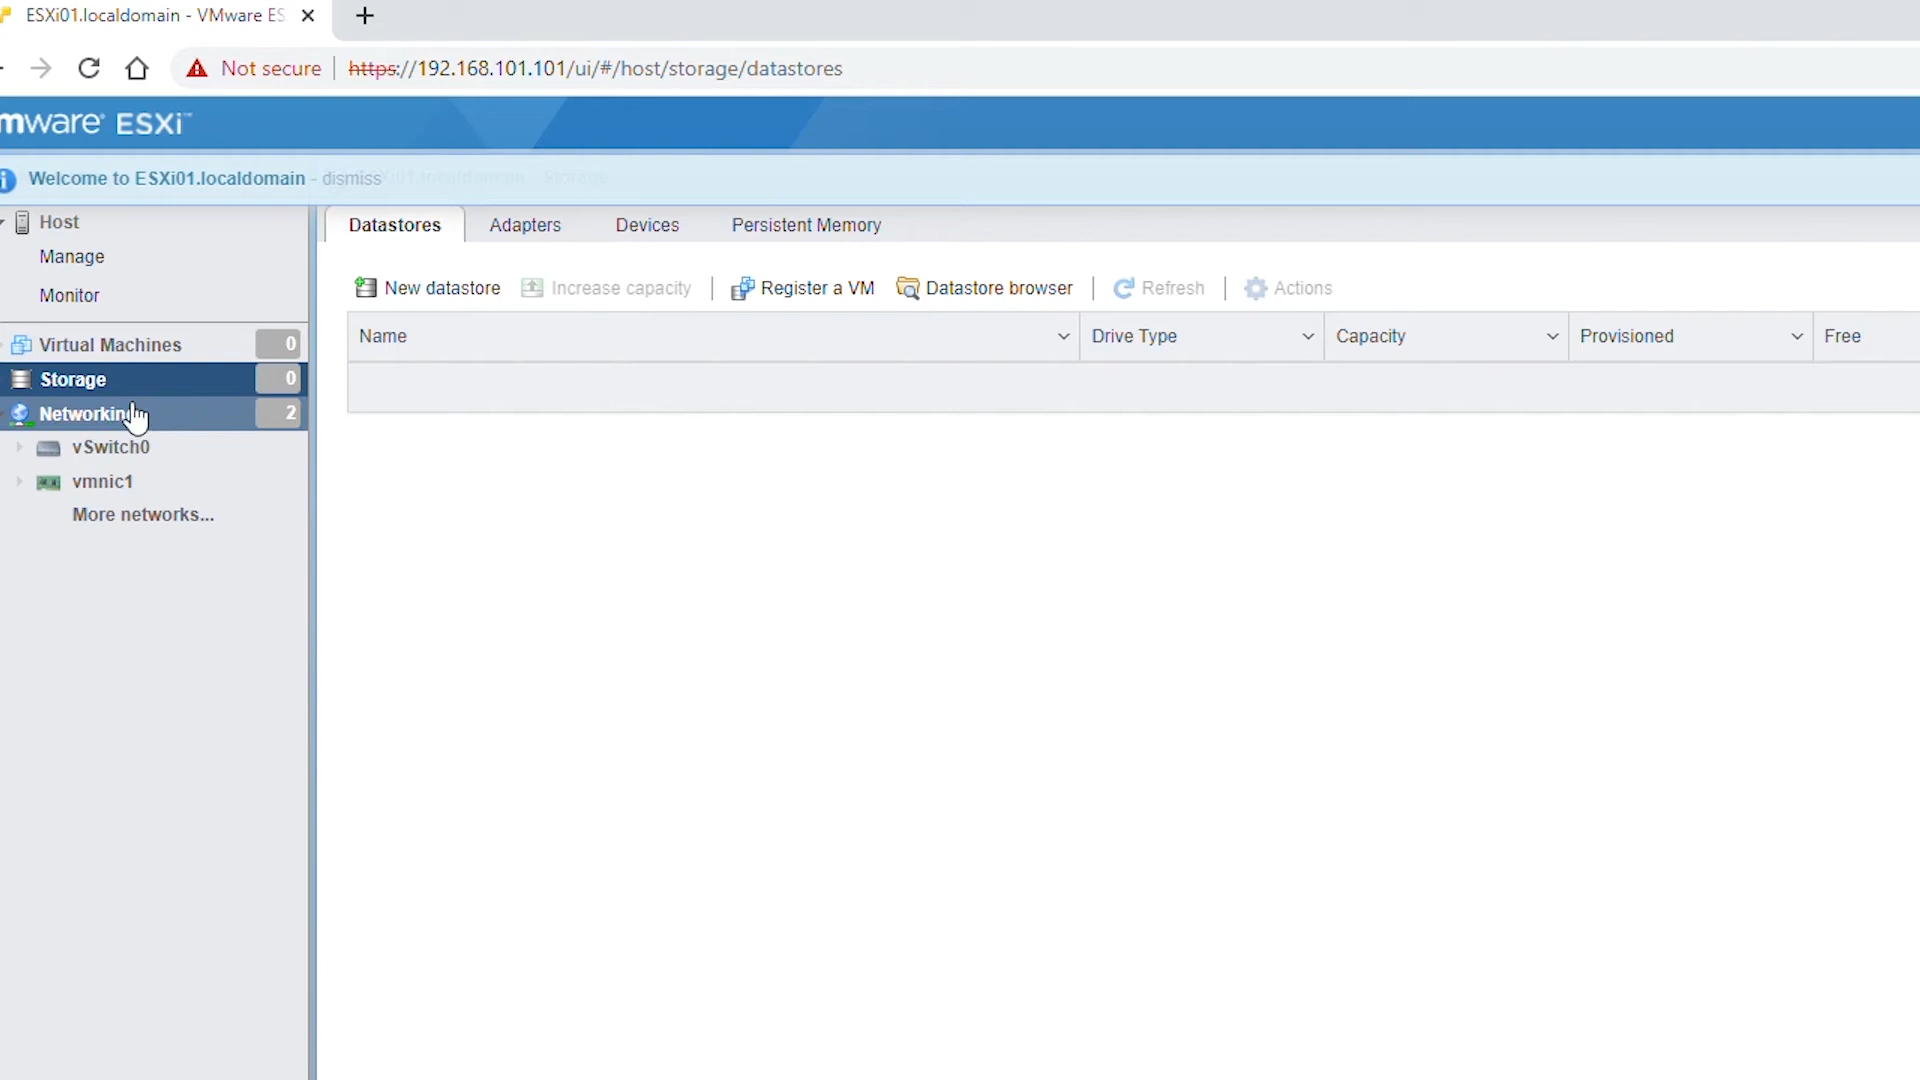 ESXi01.localdomain - VMware ES
Not secure https://192.168.101.101/ui/#/host/storage/datastores
mware ESXi™
Welcome to ESXi01.localdomain - dismiss
Host
Manage
Monitor
Virtual Machines 0
Storage 0
Networking 2
vSwitch0
vmnic1
More networks...
Datastores Adapters Devices Persistent Memory
New datastore Increase capacity Register a VM Datastore browser Refresh Actions
Name Drive Type Capacity Provisioned Free